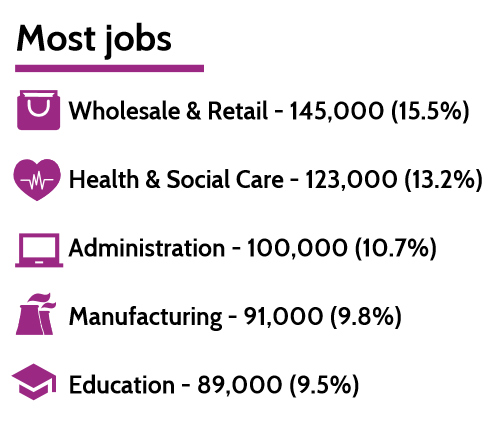 Most jobs
Wholesale & Retail - 145,000 (15.5%)
Health & Social Care - 123,000 (13.2%)
Administration - 100,000 (10.7%)
Manufacturing - 91,000 (9.8%)
Education - 89,000 (9.5%)